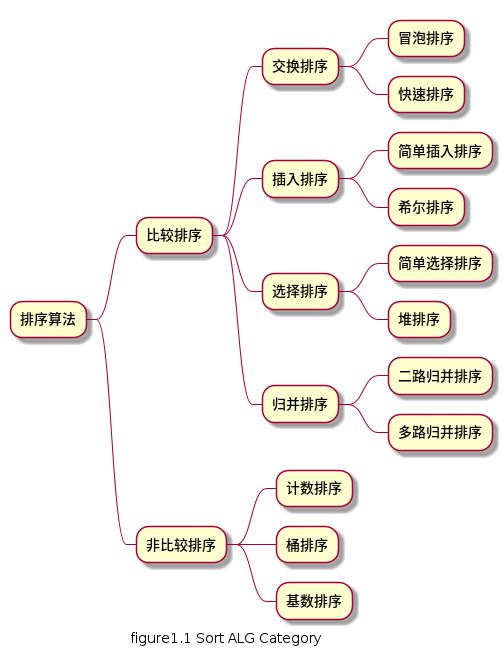 排序算法
比较排序
交换排序
冒泡排序
快速排序
插入排序
简单插入排序
希尔排序
选择排序
简单选择排序
堆排序
归并排序
二路归并排序
多路归并排序
非比较排序
计数排序
桶排序
基数排序
figure1.1 Sort ALG Category